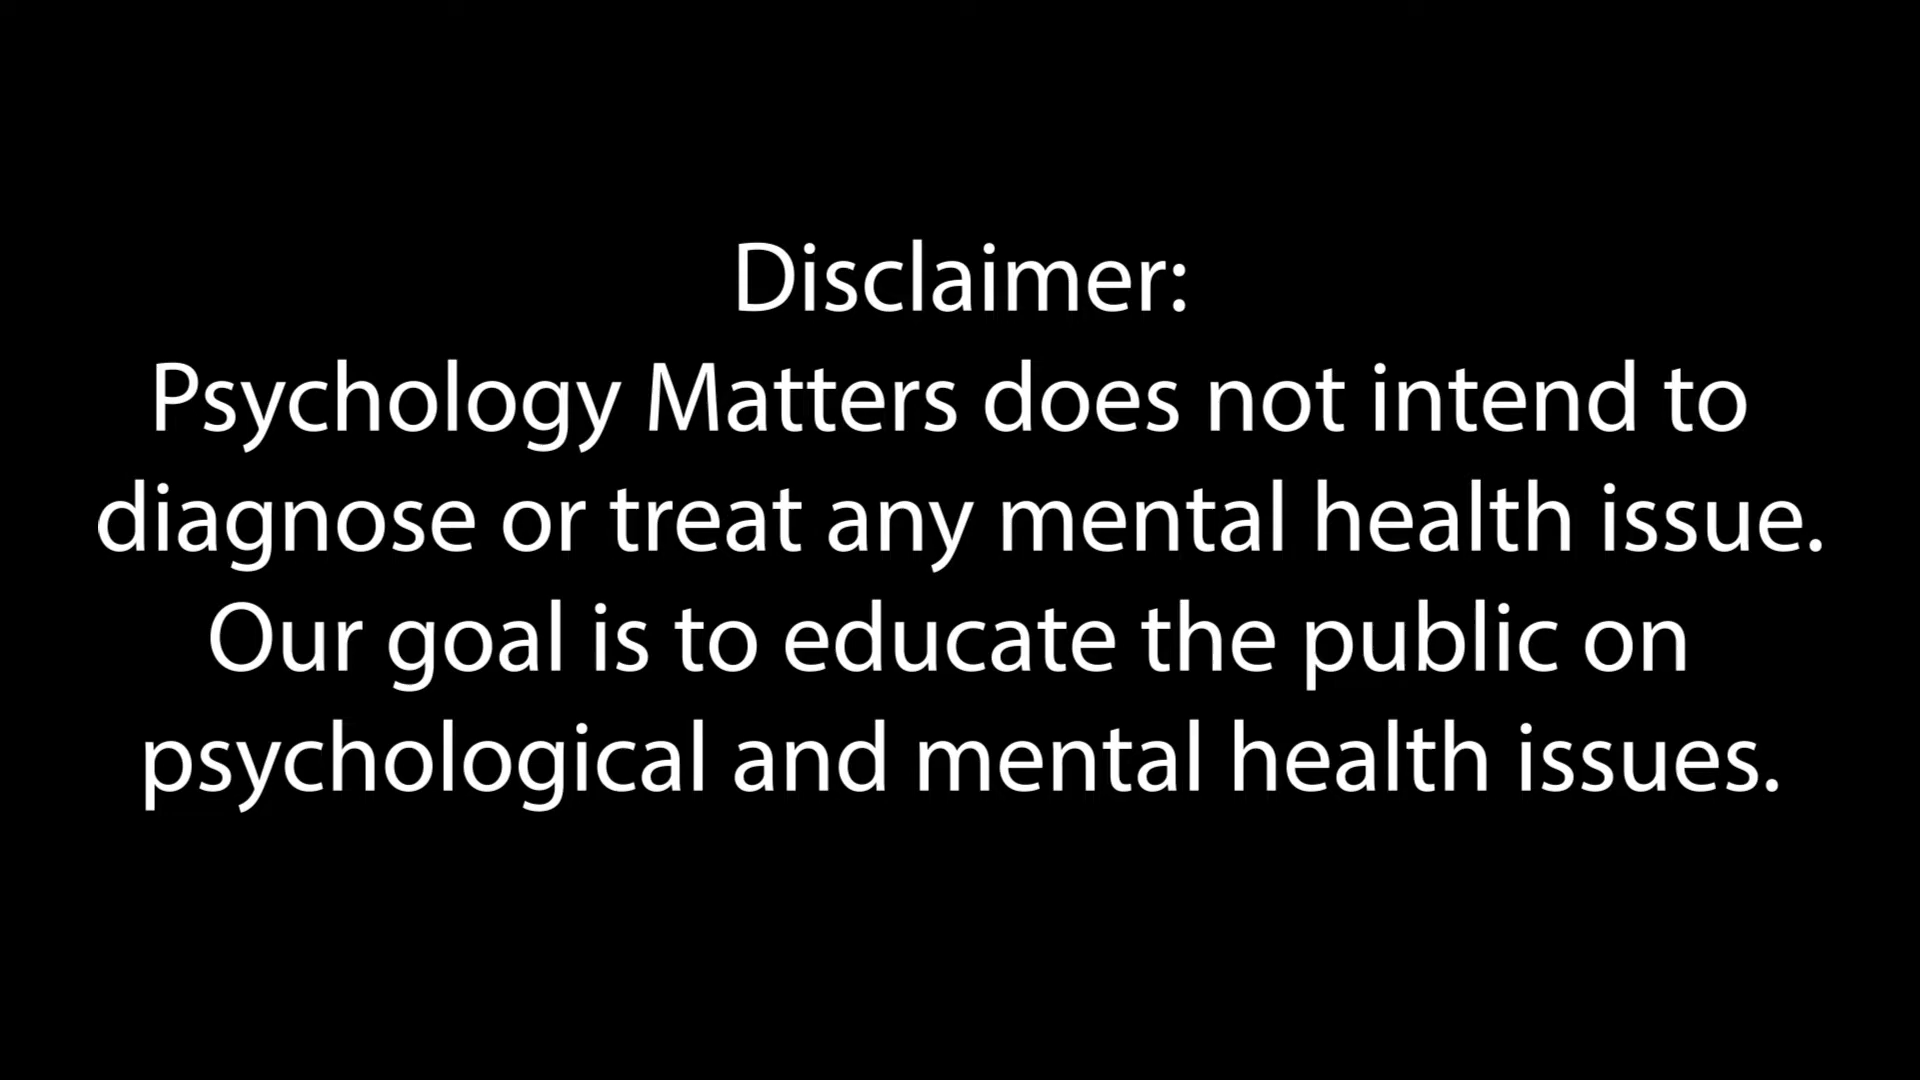 Disclaimer:
Psychology Matters does not intend to
diagnose or treat any mental health issue.
Our goal is to educate the public on
psychological and mental health issues.